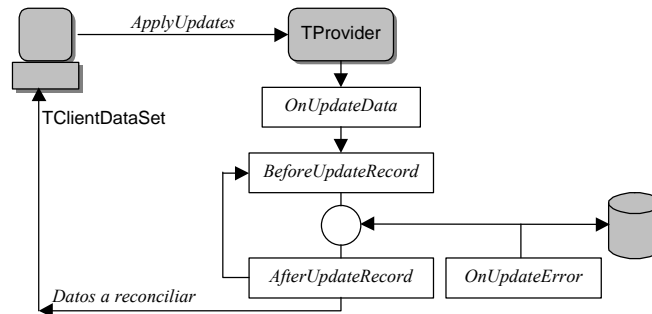 ApplyUpdates
TProvider
OnUpdateData
TClientDataSet
BeforeUpdateRecord
AfterUpdateRecord
OnUpdateError
Datos a reconciliar